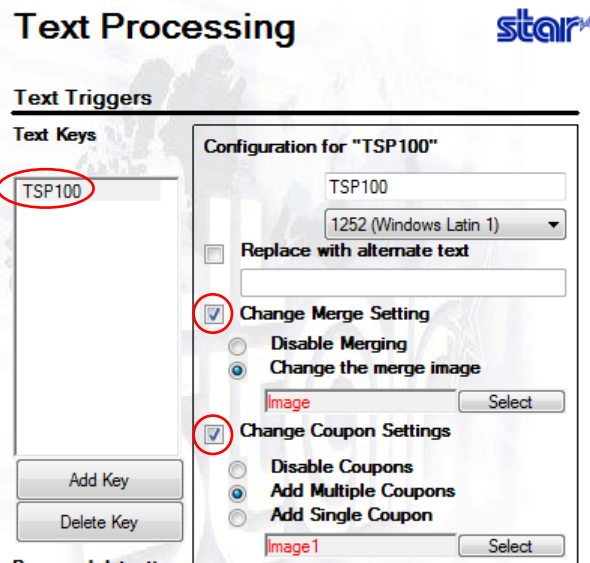 Text Processing
star
Text Triggers
Text Keys
TSP100
Add Key
Delete Key
Configuration for "TSP100"
TSP100
1252 (Windows Latin 1)
Replace with alternate text
Change Merge Setting
Disable Merging
Change the merge image
Image
Select
Change Coupon Settings
Disable Coupons
Add Multiple Coupons
Add Single Coupon
Image1
Select